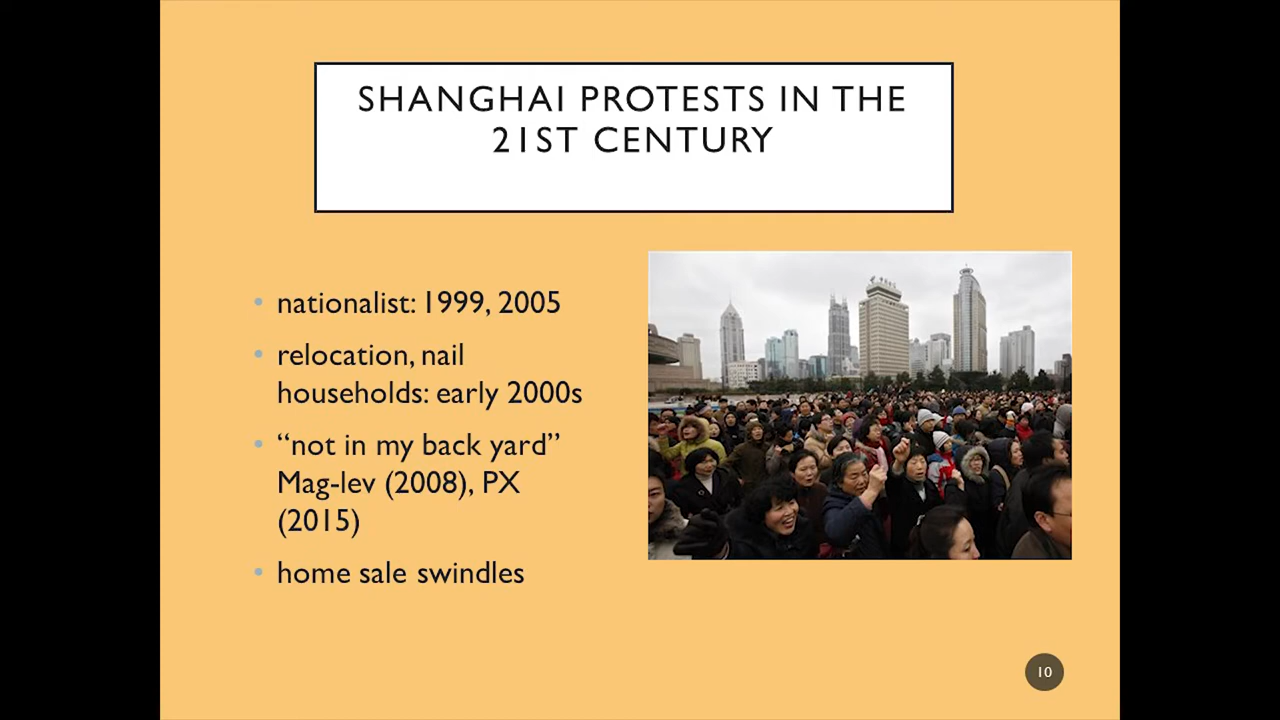 SHANGHAI PROTESTS IN THE
21ST CENTURY
• nationalist: 1999, 2005
• relocation, nail
households: early 2000s
• “not in my back yard”
Mag-lev (2008), PX
(2015)
• home sale swindles
10